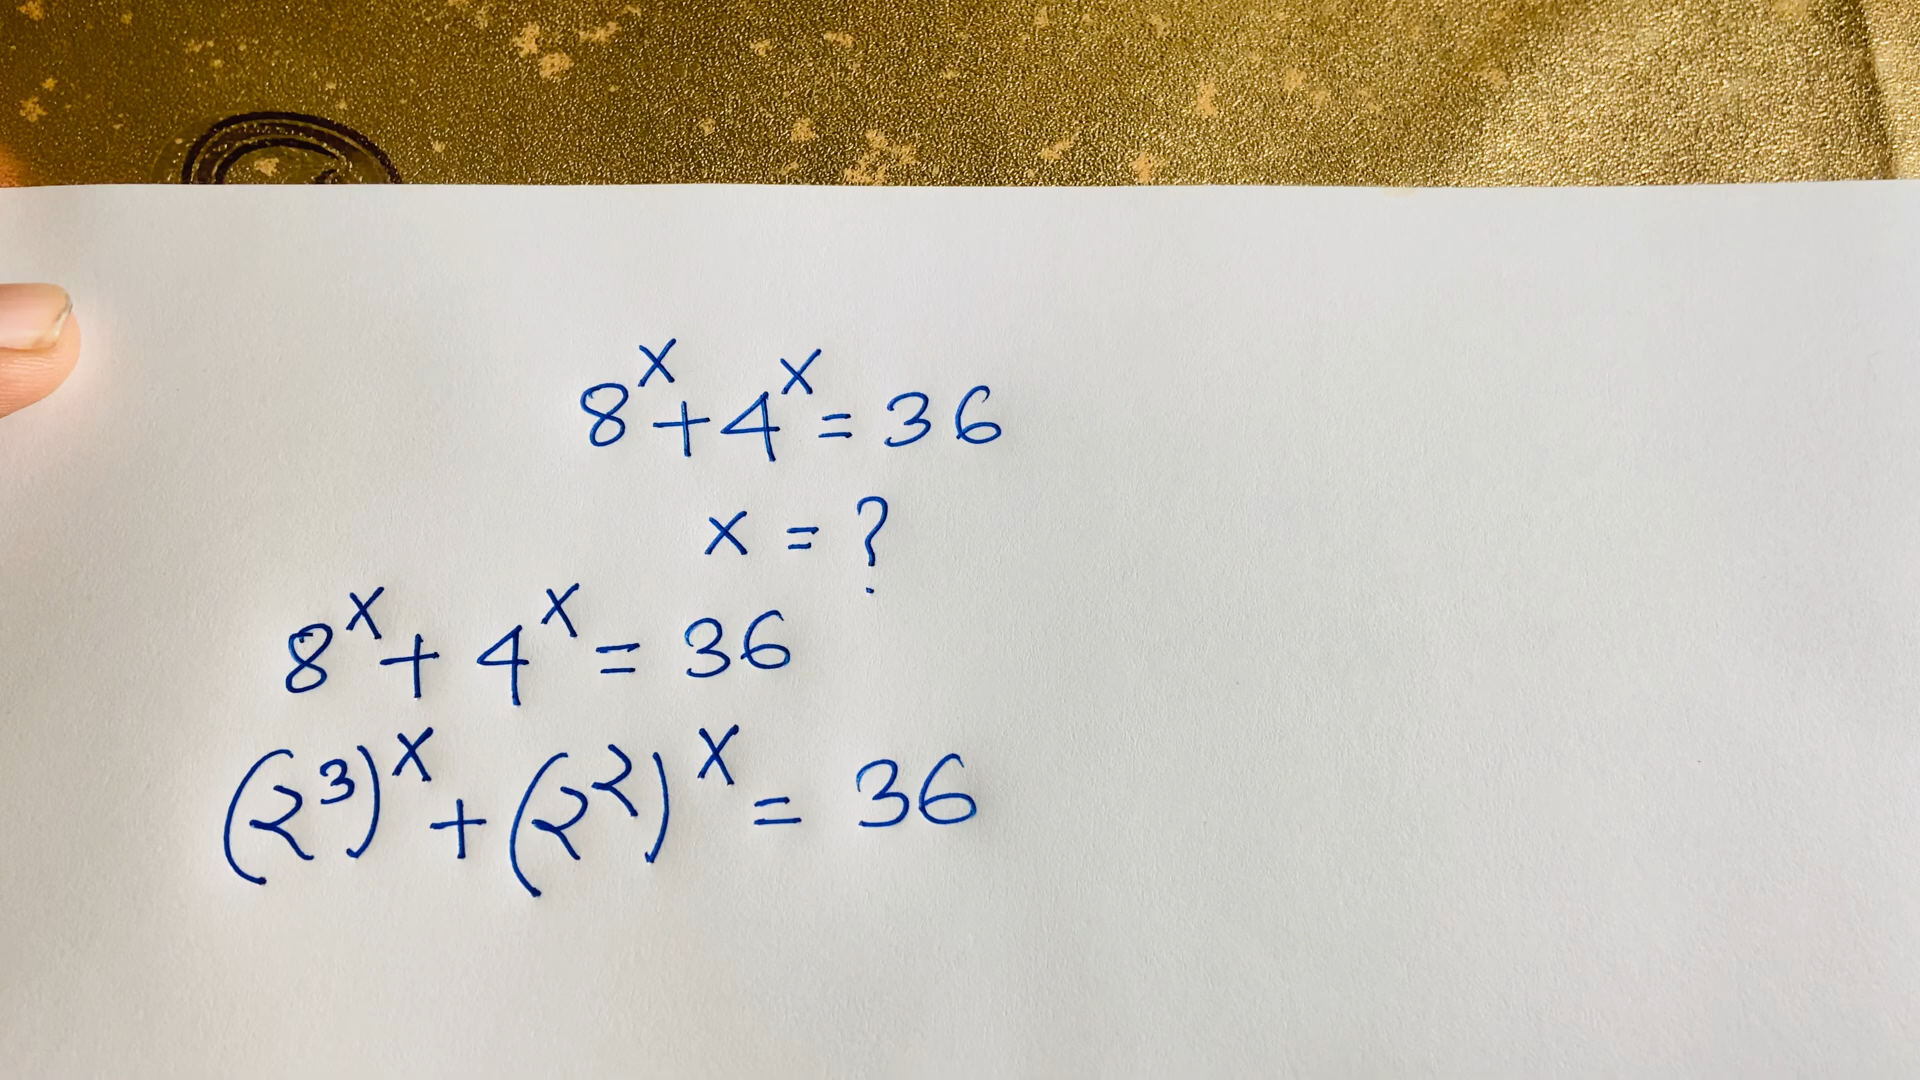 8^x + 4^x = 36
x = ?
8^x + 4^x = 36
(2^3)^x + (2^2)^x = 36